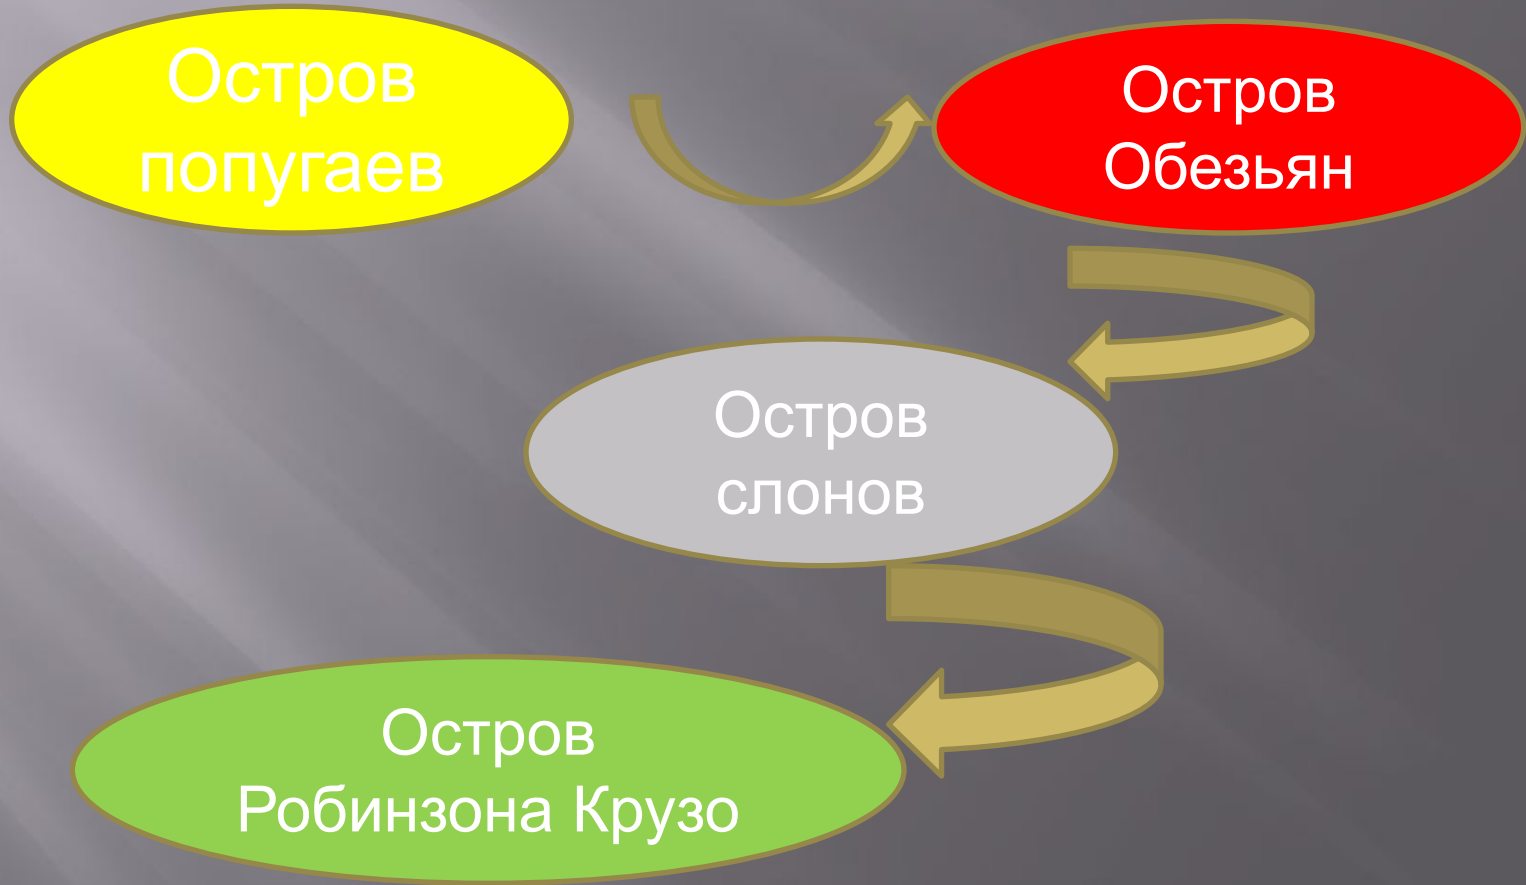 Остров
попугаев
Остров
Обезьян
Остров
слонов
Остров
Робинзона Крузо